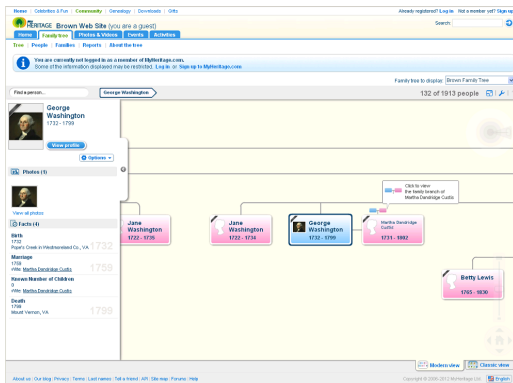 Home | Celebrities & Fun | Community | Genealogy | Downloads | Gifts
Already registered? Log in Not a member yet? Sign up
MY HERITAGE Brown Web Site (you are a guest)
Search:
Home Family tree Photos & Videos Events Activities
Tree | People | Families | Reports | About the tree
You are currently not logged in as a member of MyHeritage.com.
Some of the information displayed may be restricted. Log in or Sign up to MyHeritage.com
Family tree to display: Brown Family Tree
Find a person...
George Washington
132 of 1913 people
George
Washington
1732 - 1799
View profile
Options
Photos (1)
View all photos
Facts (4)
Birth
1732
Pope's Creek in Westmoreland Co., VA
1732
Marriage
1759
Wife: Martha Dandridge Custis
1759
Known Number of Children
0
Wife: Martha Dandridge Custis
Death
1799
Mount Vernon, VA
1799
Click to view
the family branch of
Martha Dandridge Custis
Jane
Washington
1722 - 1735
Jane
Washington
1722 - 1734
George
Washington
1732 - 1799
Martha Dandridge
Custis
1731 - 1802
Betty Lewis
1765 - 1830
Modern view
Classic view
About us | Our blog | Privacy | Terms | Last names | Tell a friend | API | Site map | Forums | Help
Copyright © 2006-2012 MyHeritage Ltd.
English